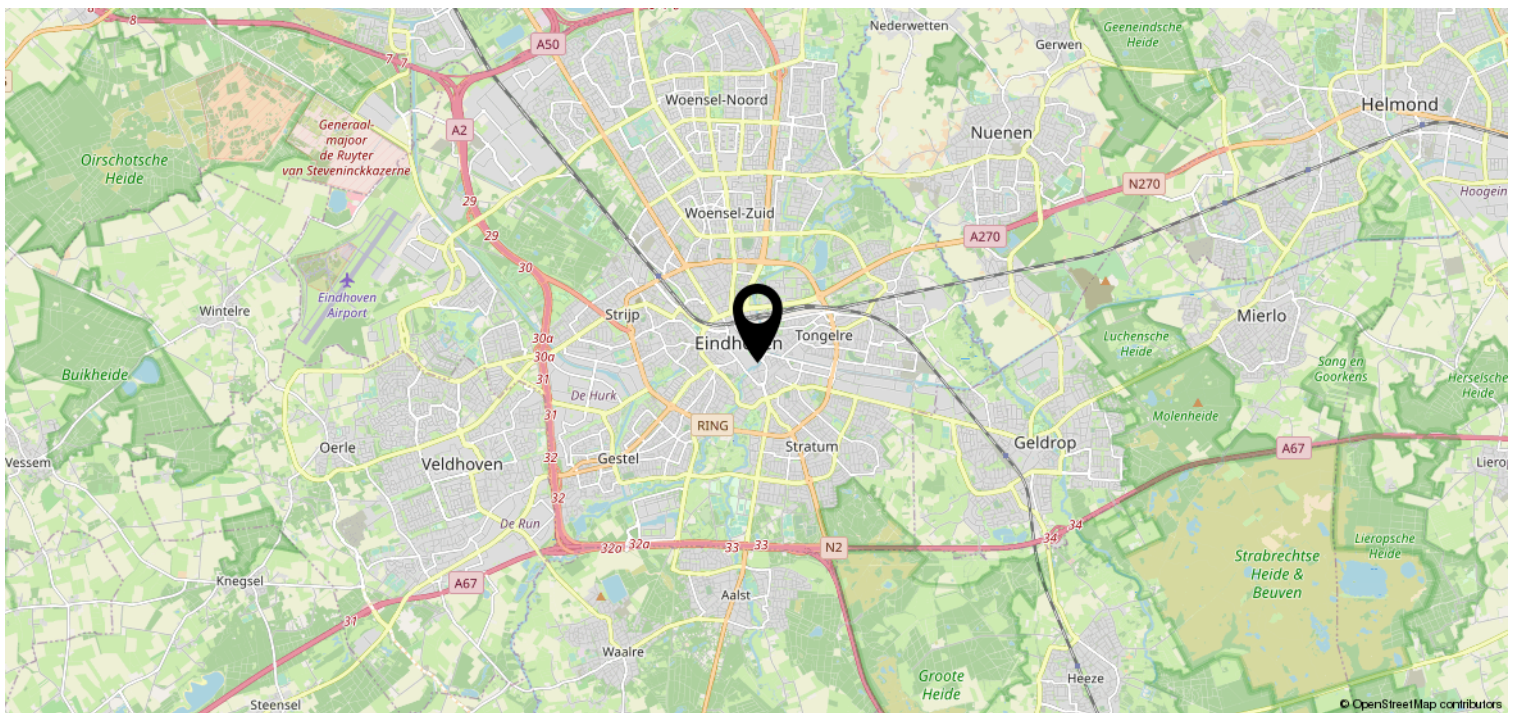 8
8
A50
Nederwetten
Geeneindsche
Heide
Gerwen
7
7
Woensel-Noord
Helmond
A2
Generaal-
majoor
de Ruyter
van Steveninckkazerne
Nuenen
Oirschotsche
Heide
N270
Hoogein
29
Woensel-Zuid
29
A270
30
Eindhoven
Airport
Wintelre
Strijp
Mierlo
30a
30a
Eindhoven
Tongelre
Luchensche
Heide
Sang en
Goorkens
Buikheide
31
De Hurk
Herselsche
Heide
31
Molenheide
RING
Oerle
Stratum
Geldrop
A67
Vessem
Veldhoven
Gestel
32
Lierop
32
De Run
34
34
32a
32a
33
33
N2
Lieropsche
Heide
Strabrechtse
Heide &
Beuven
Knegsel
A67
Aalst
31
Waalre
Groote
Heide
Heeze
Steensel
© OpenStreetMap contributors